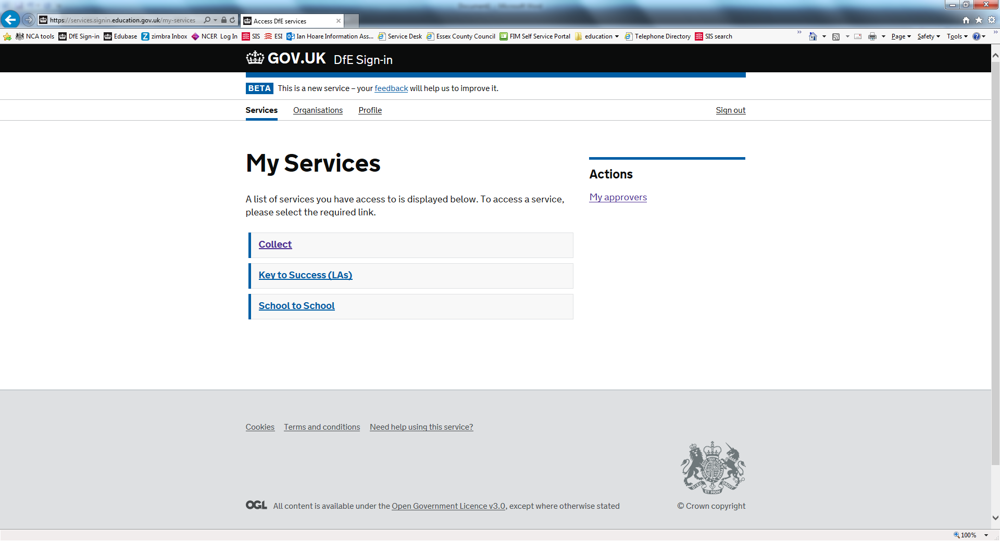 https://services.signin.education.gov.uk/my-services
Access DfE services
NCA tools DfE Sign-in Edubase zimbra Inbox NCER Log In SIS ESI Ian Hoare Information Ass... Service Desk Essex County Council FIM Self Service Portal education Telephone Directory SIS search
Page Safety Tools
GOV.UK DfE Sign-in
BETA This is a new service – your feedback will help us to improve it.
Services Organisations Profile Sign out
My Services
Actions
My approvers
A list of services you have access to is displayed below. To access a service,
please select the required link.
Collect
Key to Success (LAs)
School to School
Cookies Terms and conditions Need help using this service?
DIEU ET MON DROIT
OGL All content is available under the Open Government Licence v3.0, except where otherwise stated
© Crown copyright
100%